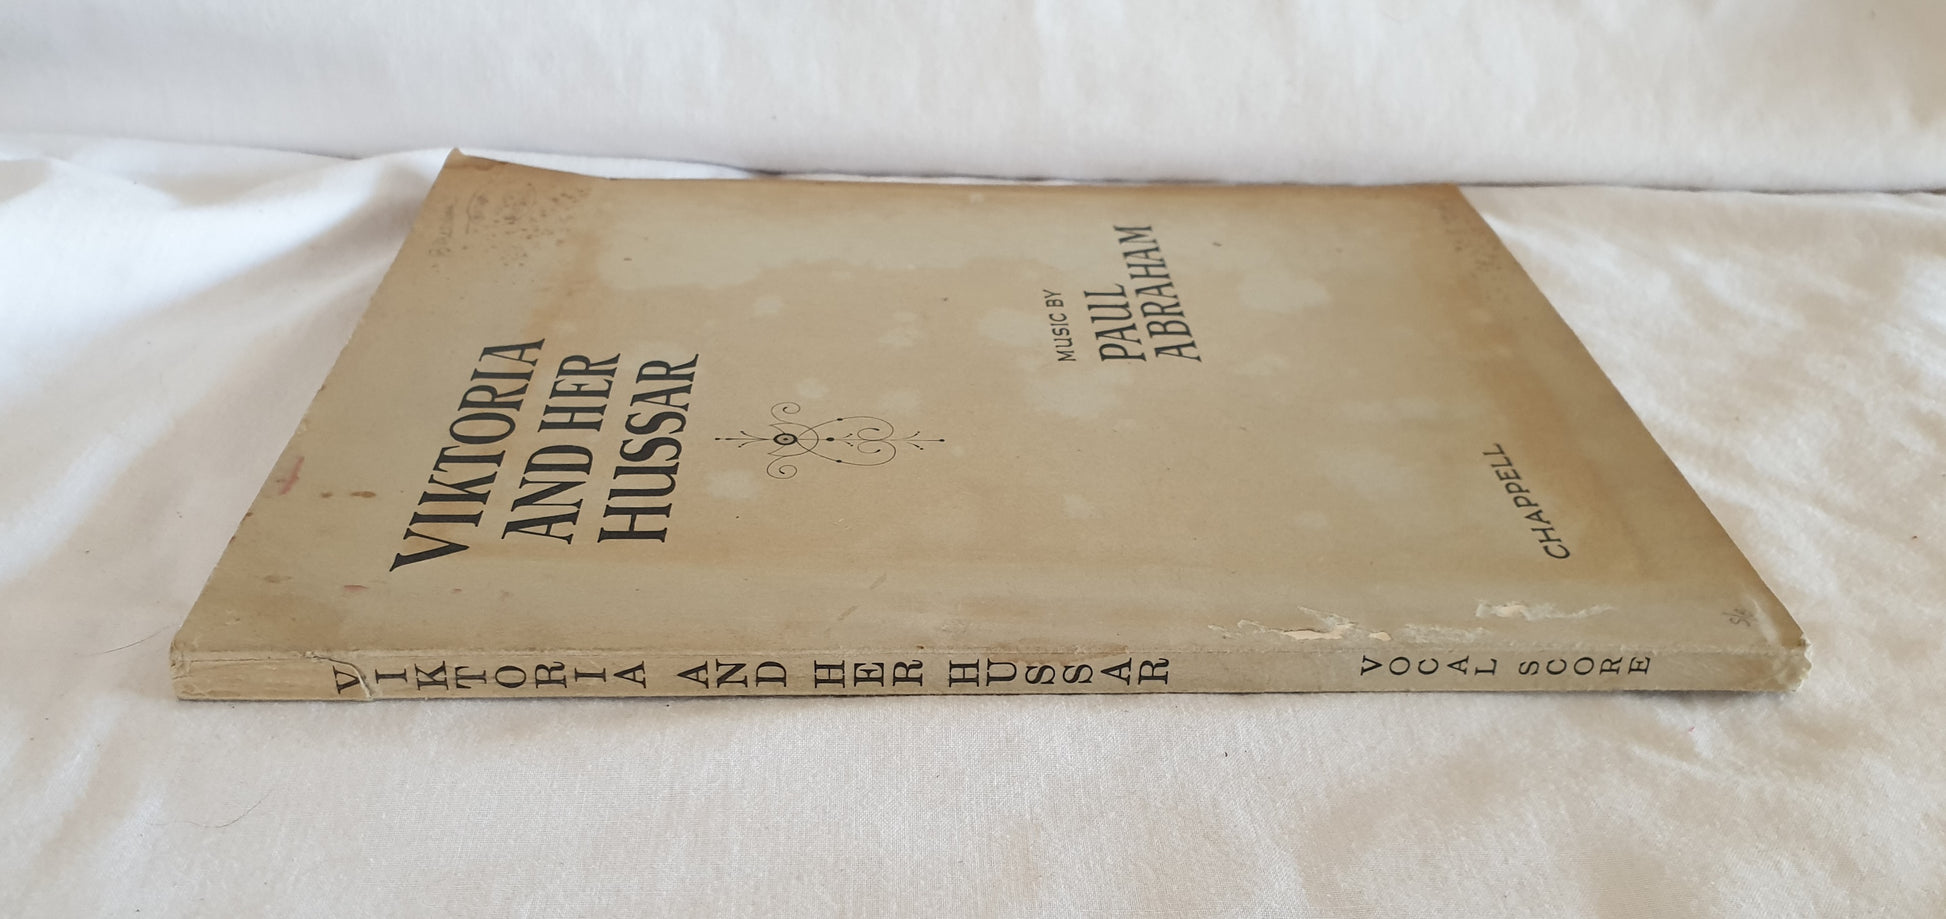 VIKTORIA
AND HER
HUSSAR
MUSIC BY
PAUL
ABRAHAM
CHAPPELL
VIKTORIA AND HER HUSSAR VOCAL SCORE